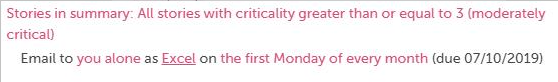 Stories in summary: All stories with criticality greater than or equal to 3 (moderately
critical)
Email to you alone as Excel on the first Monday of every month (due 07/10/2019)